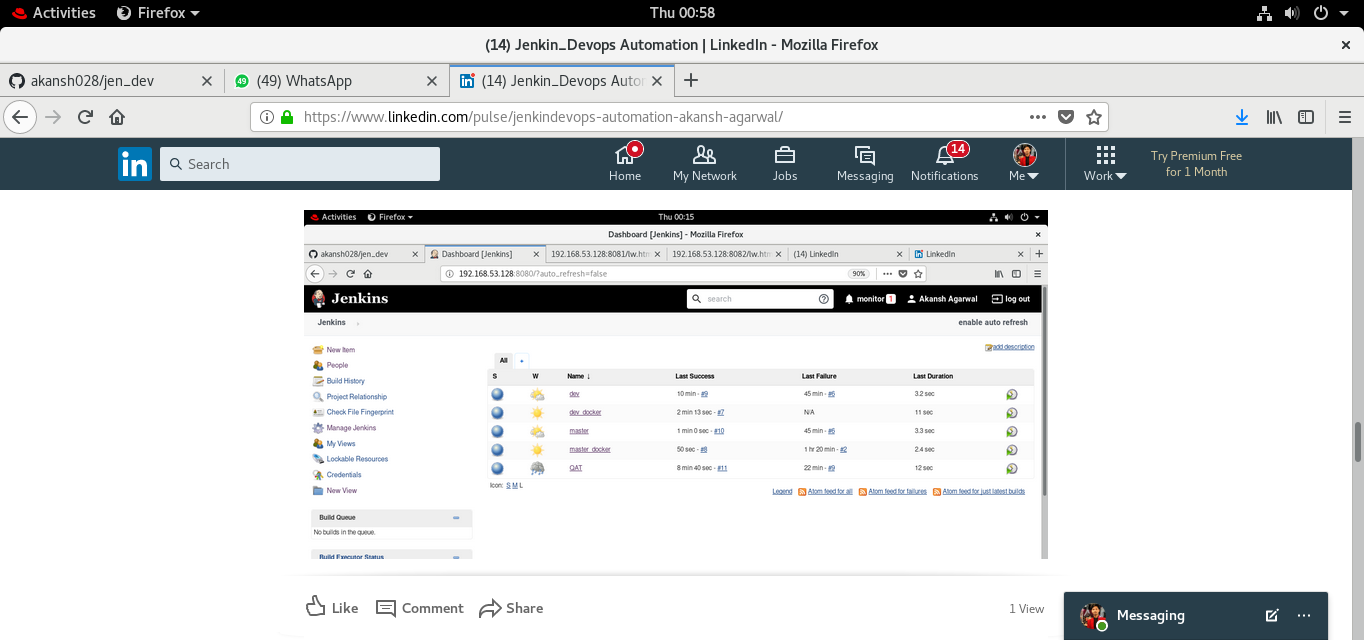 Activities Firefox Thu 00:58
(14) Jenkin_Devops Automation | LinkedIn - Mozilla Firefox
akansh028/jen_dev (49) WhatsApp (14) Jenkin_Devops Auto
https://www.linkedin.com/pulse/jenkindevops-automation-akansh-agarwal/
in Search Home My Network Jobs Messaging 14 Notifications Me Work Try Premium Free for 1 Month
Activities Firefox Thu 00:15
Dashboard [Jenkins] - Mozilla Firefox
akansh028/jen_dev Dashboard [Jenkins] 192.168.53.128:8081/lw.htm 192.168.53.128:8082/lw.htm (14) LinkedIn LinkedIn
192.168.53.128:8080/?auto_refresh=false 90%
Jenkins search monitor 1 Akansh Agarwal log out
Jenkins enable auto refresh
add description
New Item
People
Build History
Project Relationship
Check File Fingerprint
Manage Jenkins
My Views
Lockable Resources
Credentials
New View
All +
S W Name ↓ Last Success Last Failure Last Duration
dev 10 min - #9 45 min - #6 3.2 sec
dev_docker 2 min 13 sec - #7 N/A 11 sec
master 1 min 0 sec - #10 45 min - #6 3.3 sec
master_docker 50 sec - #8 1 hr 20 min - #2 2.4 sec
QAT 8 min 40 sec - #11 22 min - #9 12 sec
Icon: S M L
Legend Atom feed for all Atom feed for failures Atom feed for just latest builds
Build Queue
No builds in the queue.
Build Executor Status
Like Comment Share 1 View
Messaging